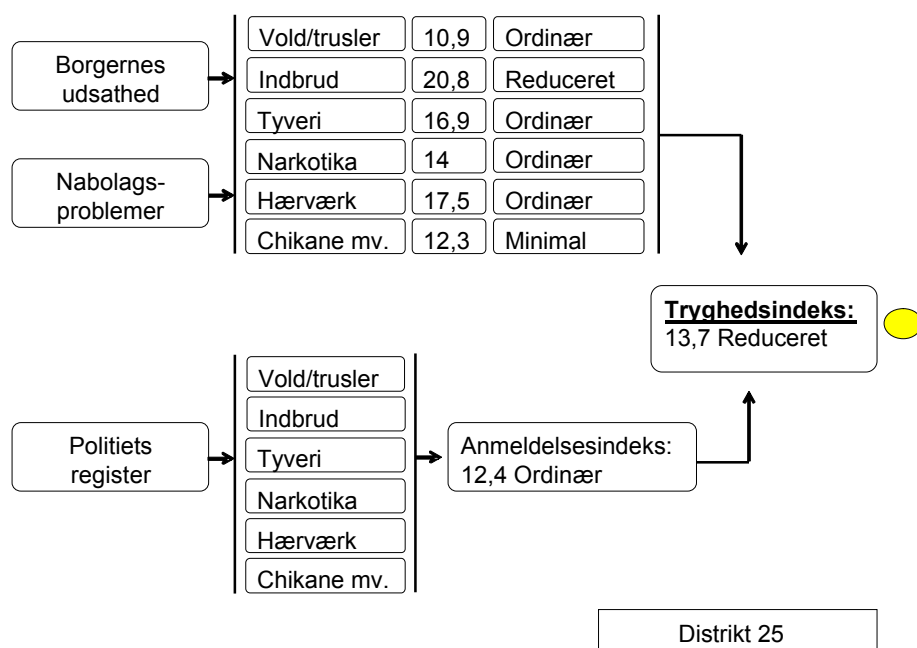 Borgernes
udsathed
Nabolags-
problemer
Vold/trusler 10,9 Ordinær
Indbrud 20,8 Reduceret
Tyveri 16,9 Ordinær
Narkotika 14 Ordinær
Hærværk 17,5 Ordinær
Chikane mv. 12,3 Minimal
Tryghedsindeks:
13,7 Reduceret
Politiets
register
Vold/trusler
Indbrud
Tyveri
Narkotika
Hærværk
Chikane mv.
Anmeldelsesindeks:
12,4 Ordinær
Distrikt 25